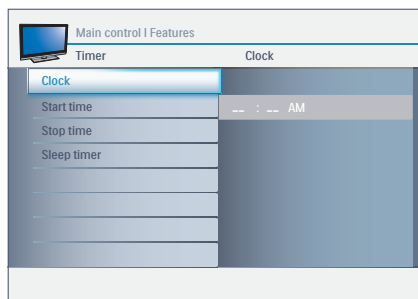 Main control I Features
Timer Clock
Clock
Start time __ : __ AM
Stop time
Sleep timer